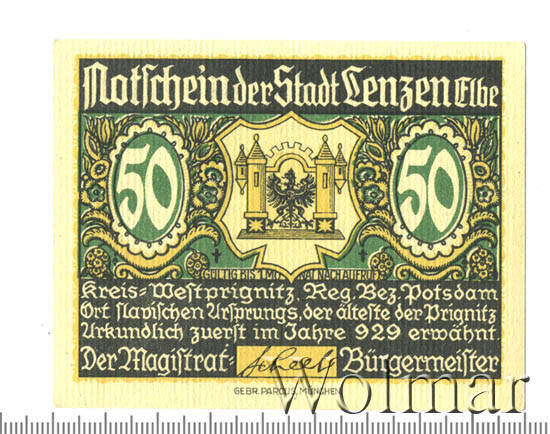 Notschein der Stadt Lenzen Elbe
50 50
GÜLTIG BIS 1 MONAT NACH AUFRUF
Kreis-Westprignitz, Reg. Bez. Potsdam
Ort slavischen Ursprungs, der älteste der Prignitz
Urkundlich zuerst im Jahre 929 erwähnt
Der Magistrat- Bürgermeister
GEBR. PARCUS, MÜNCHEN
Wolmar